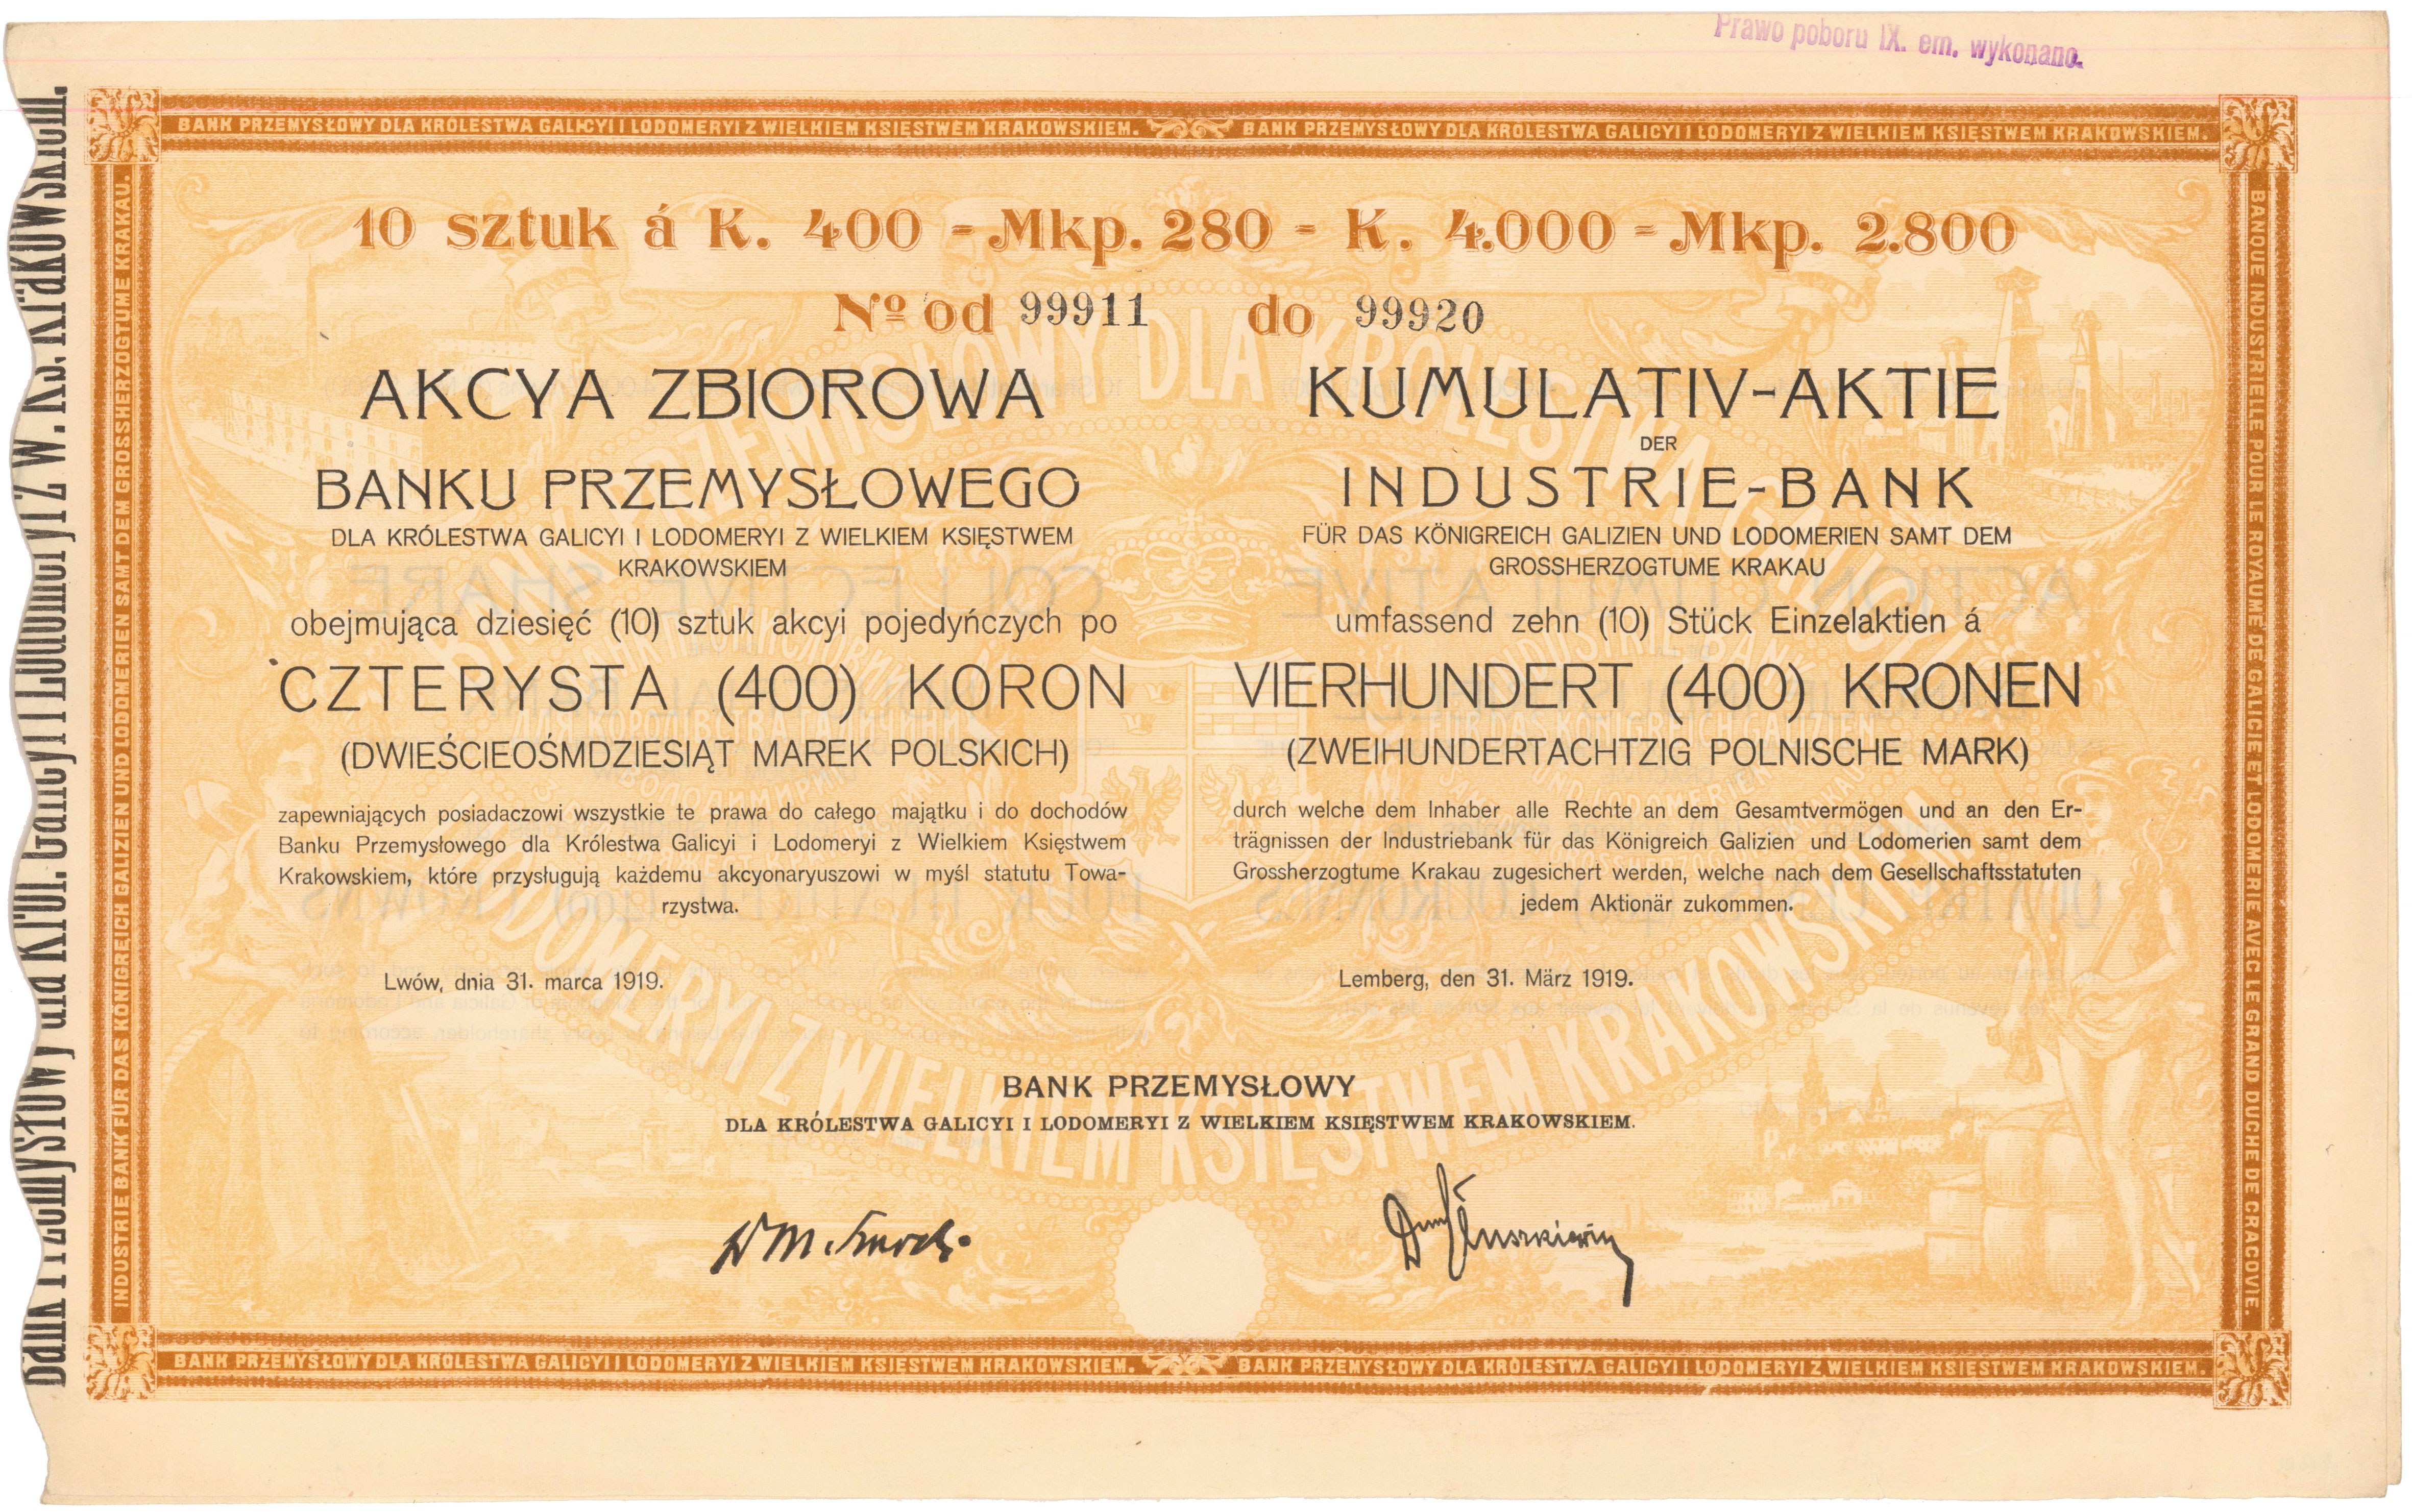 Prawo poboru IX. em. wykonano.
BANK PRZEMYSŁOWY DLA KRÓLESTWA GALICYI I LODOMERYI Z WIELKIEM KSIĘSTWEM KRAKOWSKIEM. BANK PRZEMYSŁOWY DLA KRÓLESTWA GALICYI I LODOMERYI Z WIELKIEM KSIĘSTWEM KRAKOWSKIEM.
Bank Przemysłowy dla Król. Galicyi i Lodomeryi z W. Ks. Krakowskiem.
INDUSTRIE BANK FÜR DAS KÖNIGREICH GALIZIEN UND LODOMERIEN SAMT DEM GROSSHERZOGTUME KRAKAU.
BANQUE INDUSTRIELLE POUR LE ROYAUME DE GALICIE ET LODOMERIE AVEC LE GRAND DUCHE DE CRACOVIE.
10 sztuk á K. 400 = Mkp. 280 = K. 4.000 = Mkp. 2.800
Nº od 99911 do 99920
AKCYA ZBIOROWA
BANKU PRZEMYSŁOWEGO
DLA KRÓLESTWA GALICYI I LODOMERYI Z WIELKIEM KSIĘSTWEM
KRAKOWSKIEM
obejmująca dziesięć (10) sztuk akcyi pojedyńczych po
CZTERYSTA (400) KORON
(DWIEŚCIEOŚMDZIESIĄT MAREK POLSKICH)
zapewniających posiadaczowi wszystkie te prawa do całego majątku i do dochodów
Banku Przemysłowego dla Królestwa Galicyi i Lodomeryi z Wielkiem Księstwem
Krakowskiem, które przysługują każdemu akcyonaryuszowi w myśl statutu Towa-
rzystwa.
Lwów, dnia 31. marca 1919.
KUMULATIV-AKTIE
DER
INDUSTRIE-BANK
FÜR DAS KÖNIGREICH GALIZIEN UND LODOMERIEN SAMT DEM
GROSSHERZOGTUME KRAKAU
umfassend zehn (10) Stück Einzelaktien á
VIERHUNDERT (400) KRONEN
(ZWEIHUNDERTACHTZIG POLNISCHE MARK)
durch welche dem Inhaber alle Rechte an dem Gesamtvermögen und an den Er-
trägnissen der Industriebank für das Königreich Galizien und Lodomerien samt dem
Grossherzogtume Krakau zugesichert werden, welche nach dem Gesellschaftsstatuten
jedem Aktionär zukommen.
Lemberg, den 31. März 1919.
BANK PRZEMYSŁOWY
DLA KRÓLESTWA GALICYI I LODOMERYI Z WIELKIEM KSIĘSTWEM KRAKOWSKIEM.
BANK PRZEMYSŁOWY DLA KRÓLESTWA GALICYI I LODOMERYI Z WIELKIEM KSIĘSTWEM KRAKOWSKIEM. BANK PRZEMYSŁOWY DLA KRÓLESTWA GALICYI I LODOMERYI Z WIELKIEM KSIĘSTWEM KRAKOWSKIEM.